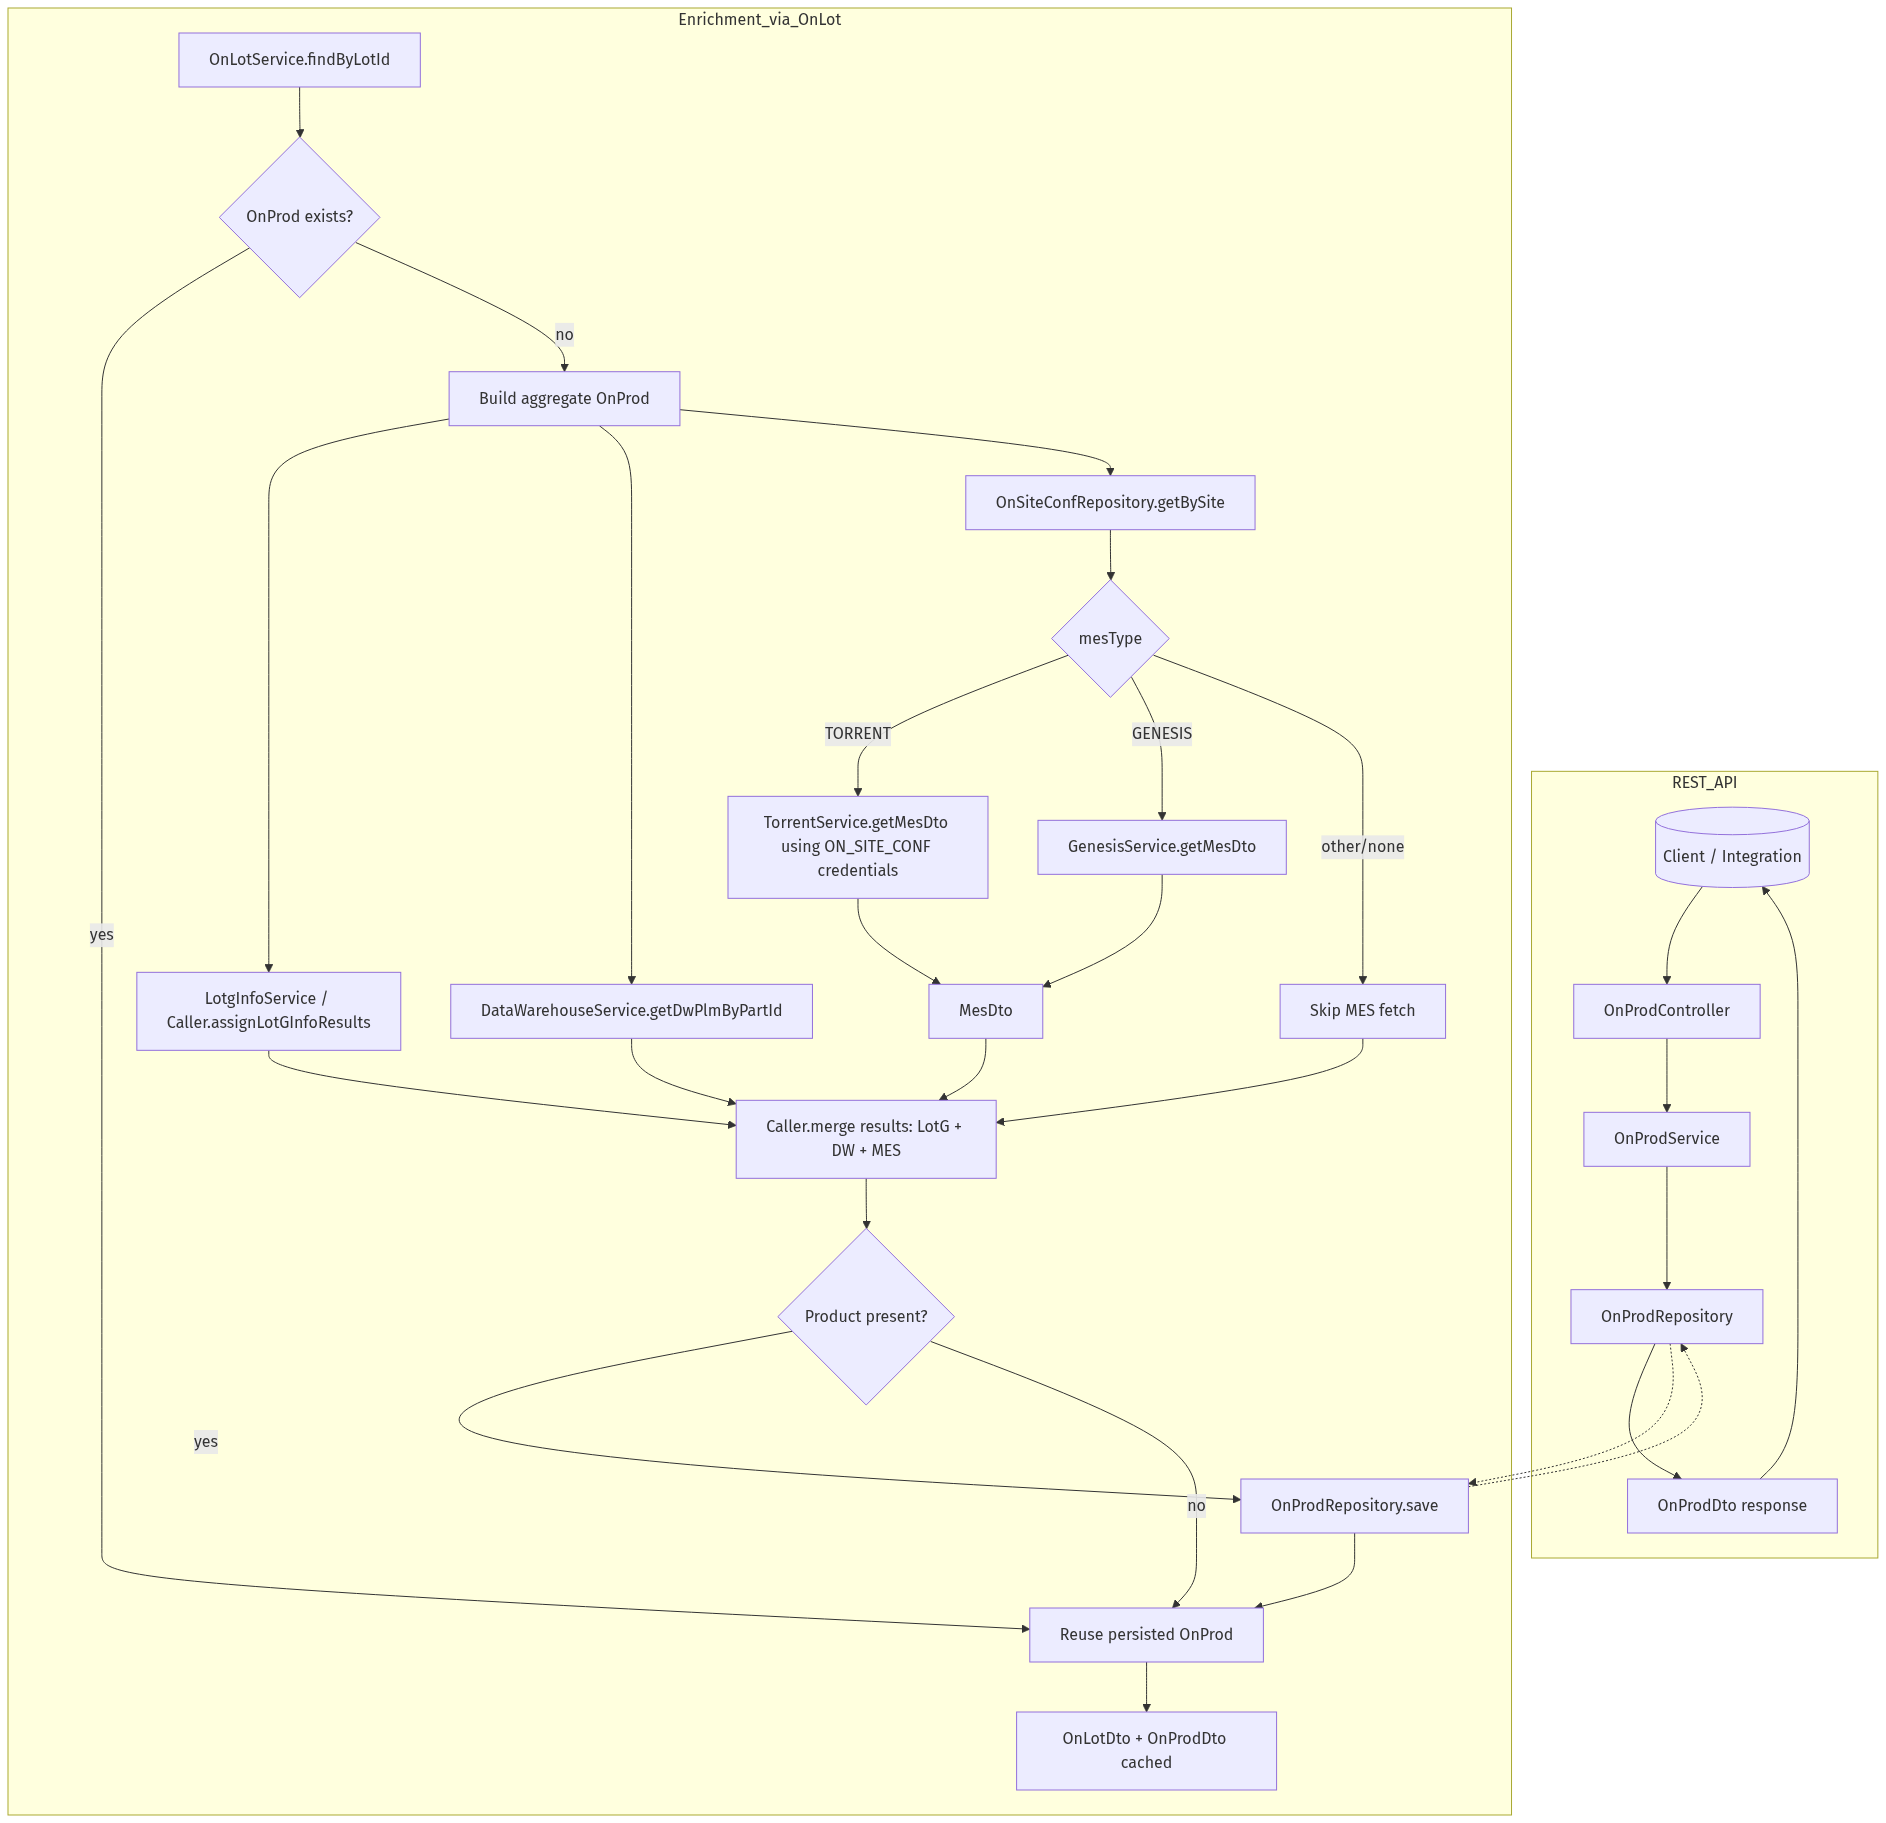 Enrichment_via_OnLot
OnLotService.findByLotId
OnProd exists?
no
Build aggregate OnProd
OnSiteConfRepository.getBySite
mesType
TORRENT
GENESIS
TorrentService.getMesDto
using ON_SITE_CONF
credentials
GenesisService.getMesDto
other/none
yes
LotgInfoService /
Caller.assignLotGInfoResults
DataWarehouseService.getDwPlmByPartId
MesDto
Skip MES fetch
Caller.merge results: LotG +
DW + MES
Product present?
yes
no
OnProdRepository.save
Reuse persisted OnProd
OnLotDto + OnProdDto
cached
REST_API
Client / Integration
OnProdController
OnProdService
OnProdRepository
OnProdDto response